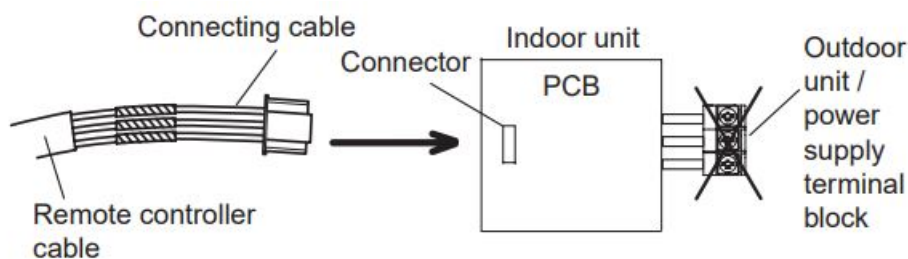 Connecting cable
Remote controller
cable
Indoor unit
Connector
PCB
Outdoor
unit /
power
supply
terminal
block